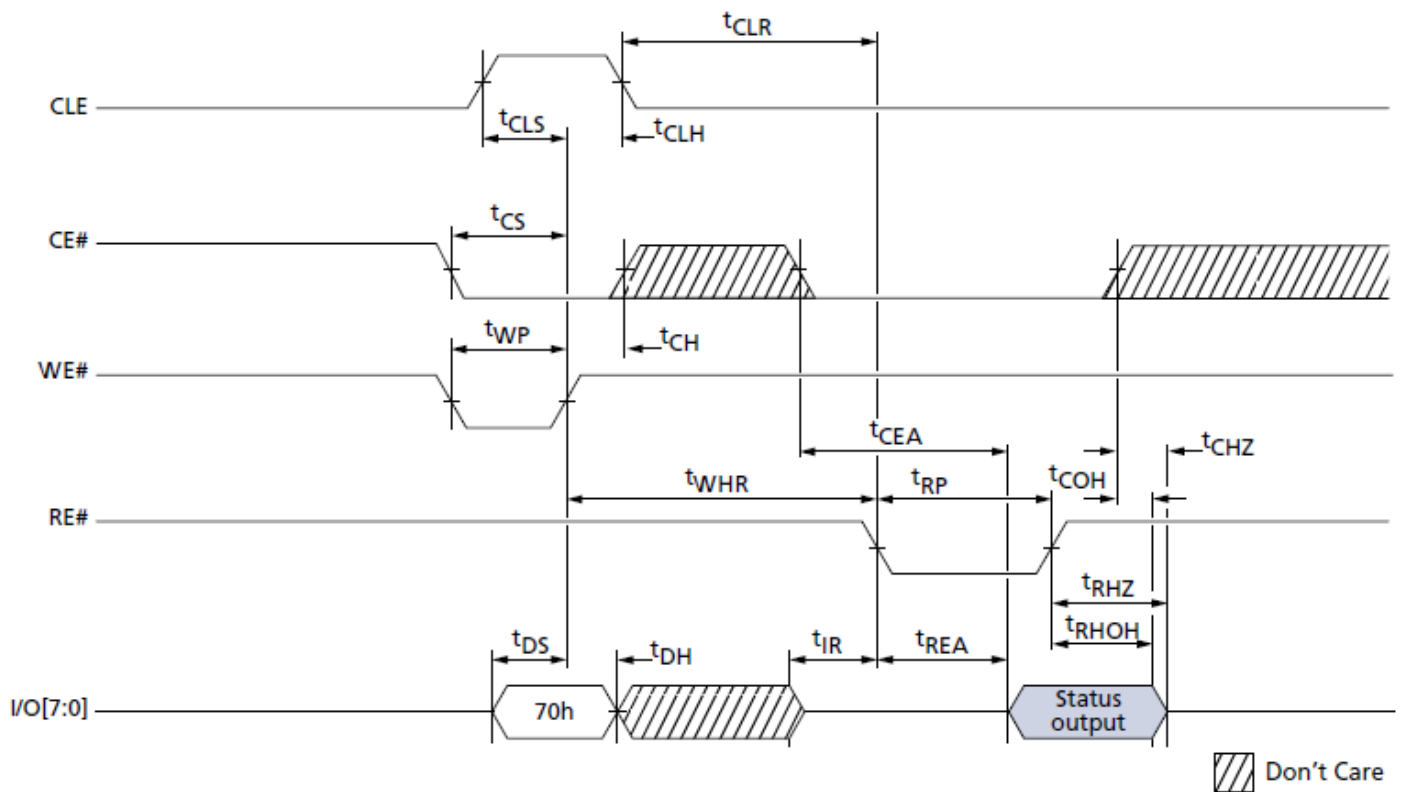 tCLR
CLE
tCLS
tCLH
tCS
CE#
tWP
tCH
WE#
tCEA
tCHZ
tWHR
tRP
tCOH
RE#
tRHZ
tRHOH
tDS
tDH
tIR
tREA
I/O[7:0]
70h
Status
output
Don't Care